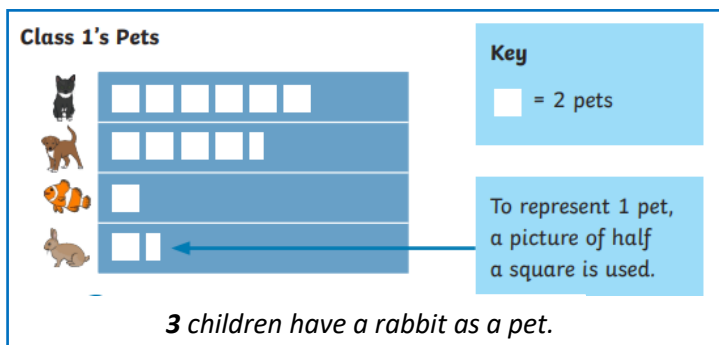 Class 1's Pets
Key
= 2 pets
To represent 1 pet,
a picture of half
a square is used.
3 children have a rabbit as a pet.